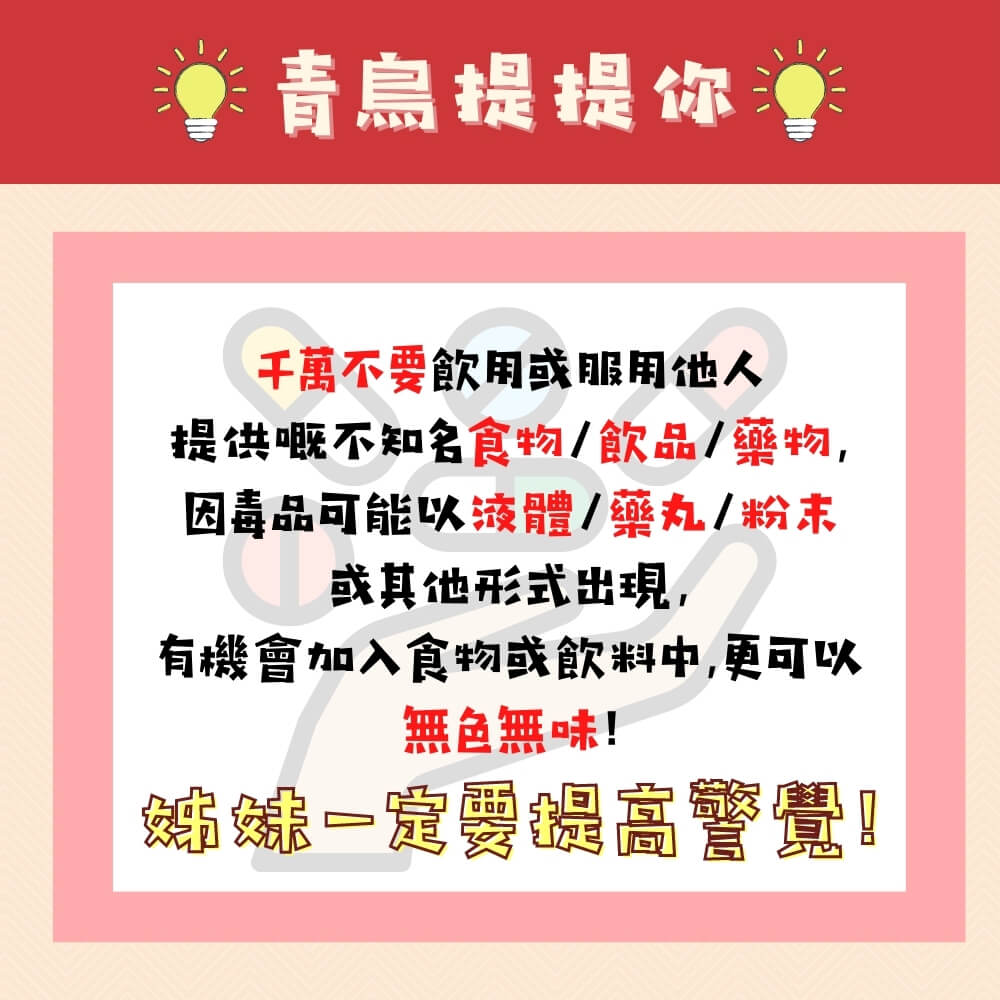 青鳥提提你
千萬不要飲用或服用他人
提供嘅不知名食物/飲品/藥物,
因毒品可能以液體/藥丸/粉末
或其他形式出現,
有機會加入食物或飲料中,更可以
無色無味!
姊妹一定要提高警覺!